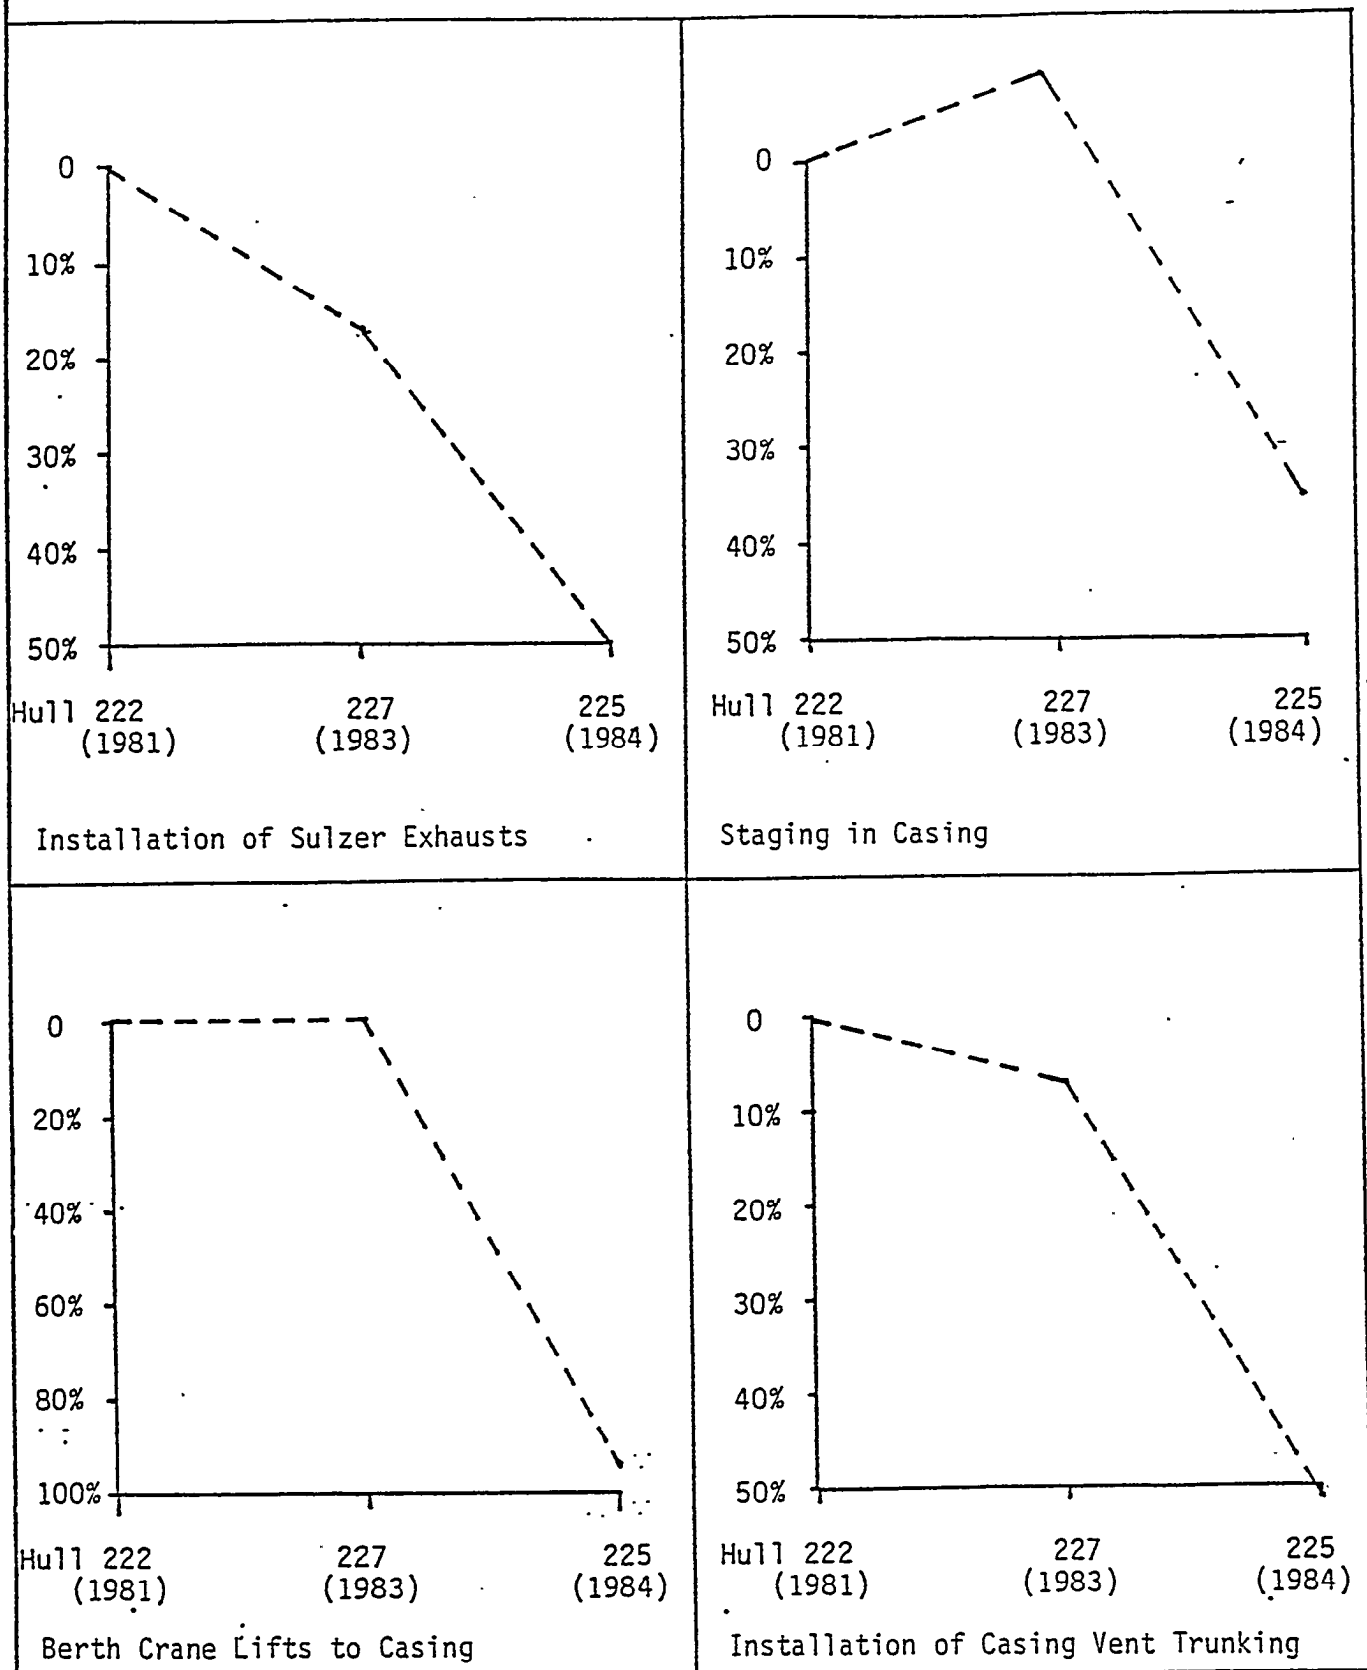 0
10%
20%
30%
40%
50%
Hull 222 227 225
(1981) (1983) (1984)
Installation of Sulzer Exhausts
0
10%
20%
30%
40%
50%
Hull 222 227 225
(1981) (1983) (1984)
Staging in Casing
0
20%
40%
60%
80%
100%
Hull 222 227 225
(1981) (1983) (1984)
Berth Crane Lifts to Casing
0
10%
20%
30%
40%
50%
Hull 222 227 225
(1981) (1983) (1984)
Installation of Casing Vent Trunking